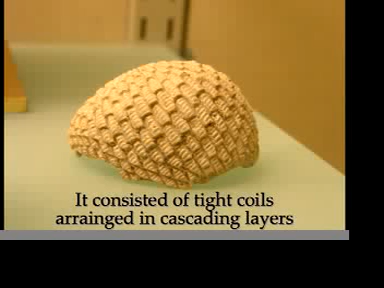 It consisted of tight coils
arrainged in cascading layers